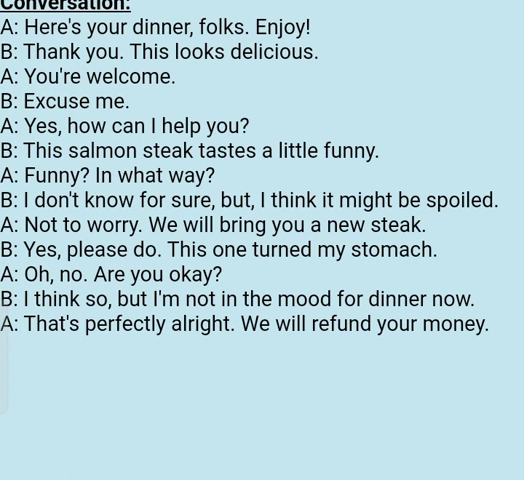 Conversation:
A: Here's your dinner, folks. Enjoy!
B: Thank you. This looks delicious.
A: You're welcome.
B: Excuse me.
A: Yes, how can I help you?
B: This salmon steak tastes a little funny.
A: Funny? In what way?
B: I don't know for sure, but, I think it might be spoiled.
A: Not to worry. We will bring you a new steak.
B: Yes, please do. This one turned my stomach.
A: Oh, no. Are you okay?
B: I think so, but I'm not in the mood for dinner now.
A: That's perfectly alright. We will refund your money.